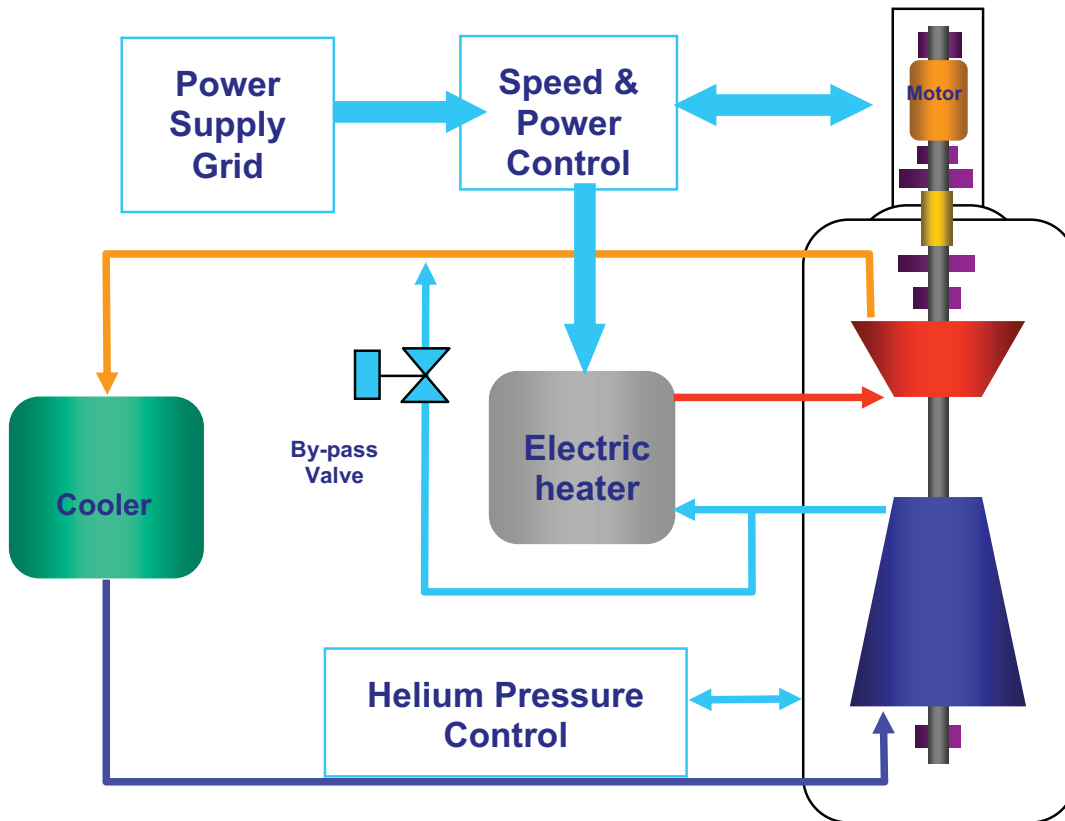 Power
Supply
Grid
Speed &
Power
Control
Motor
By-pass
Valve
Electric
heater
Cooler
Helium Pressure
Control